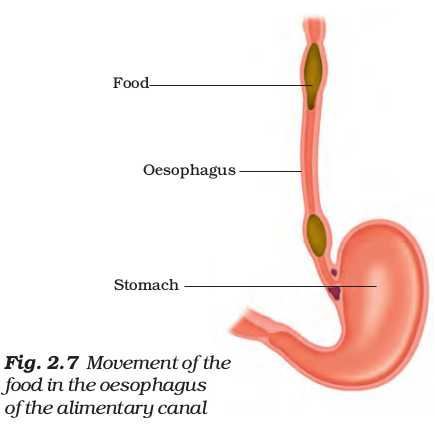 Food
Oesophagus
Stomach
Fig. 2.7 Movement of the
food in the oesophagus
of the alimentary canal